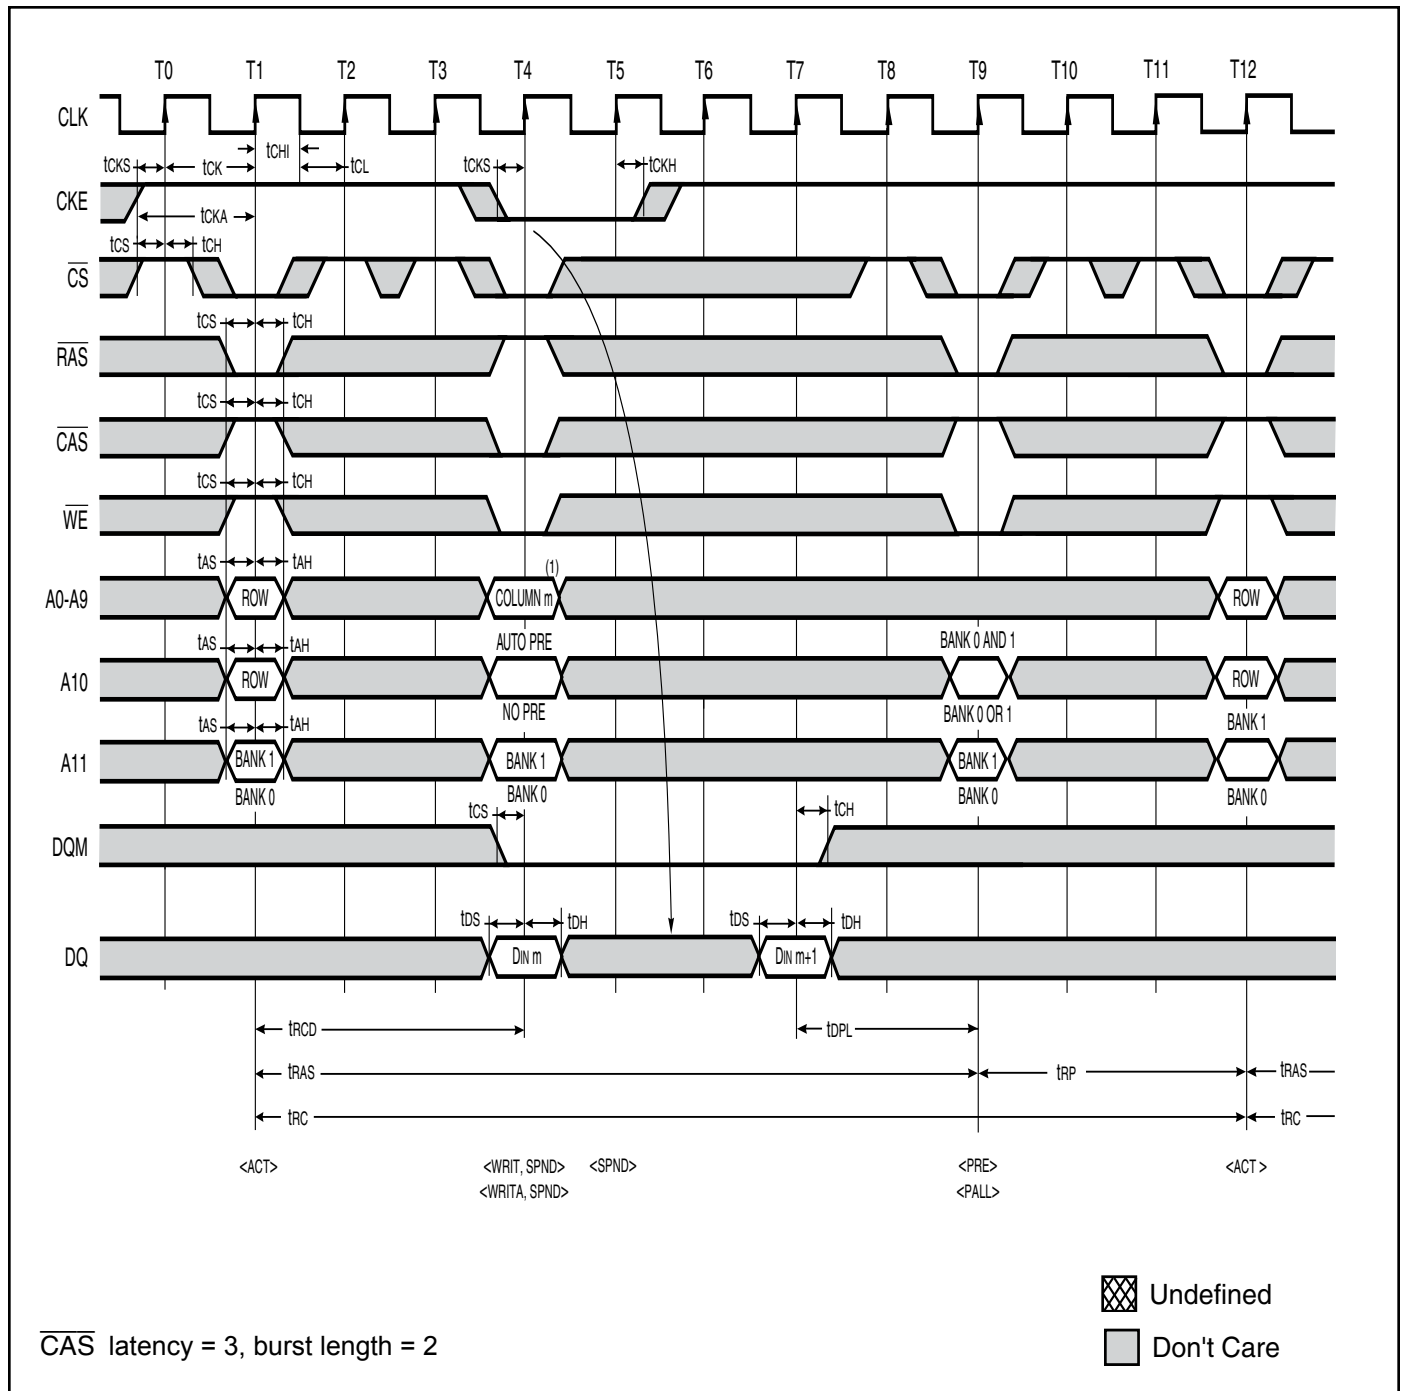 T0 T1 T2 T3 T4 T5 T6 T7 T8 T9 T10 T11 T12
CLK
tCHI
tCKS tCK tCL tCKS tCKH
CKE
tCKA
tCS tCH
CS
tCS tCH
RAS
tCS tCH
CAS
tCS tCH
WE
tAS tAH (1)
A0-A9 ROW COLUMN m ROW
tAS tAH AUTO PRE BANK 0 AND 1
A10 ROW ROW
NO PRE BANK 0 OR 1 BANK 1
tAS tAH
A11 BANK 1 BANK 1 BANK 1
BANK 0 BANK 0 BANK 0 BANK 0
tCS tCH
DQM
tDS tDH tDS tDH
DQ DIN m DIN m+1
tRCD tDPL
tRAS tRP tRAS
tRC tRC
<ACT> <WRIT, SPND> <SPND> <PRE> <ACT >
<WRITA, SPND> <PALL>
Undefined
CAS latency = 3, burst length = 2
Don't Care